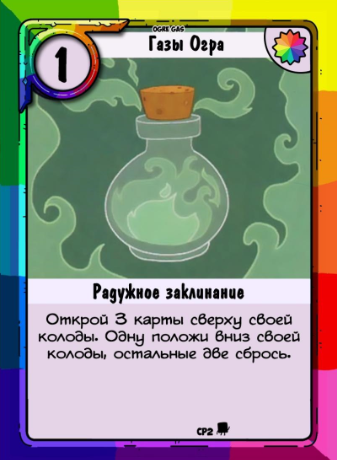 OGRE GAS
1
Газы Огра
Радужное заклинание
Открой 3 карты сверху своей
колоды. Одну положи вниз своей
колоды, остальные две сбрось.
CP2